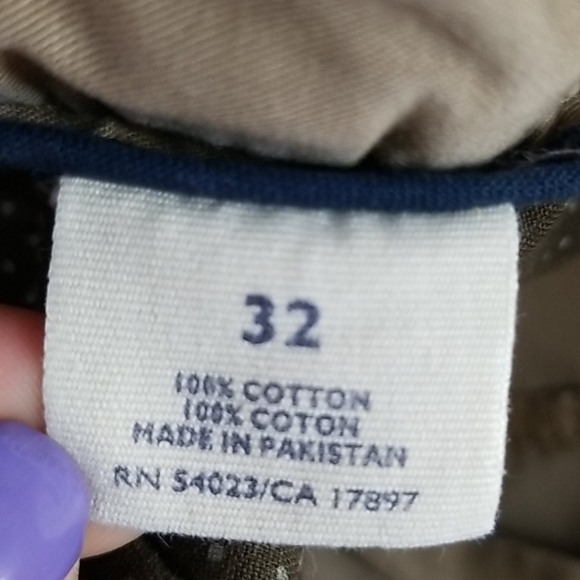 32
100% COTTON
100% COTON
MADE IN PAKISTAN
RN 54023/CA 17897